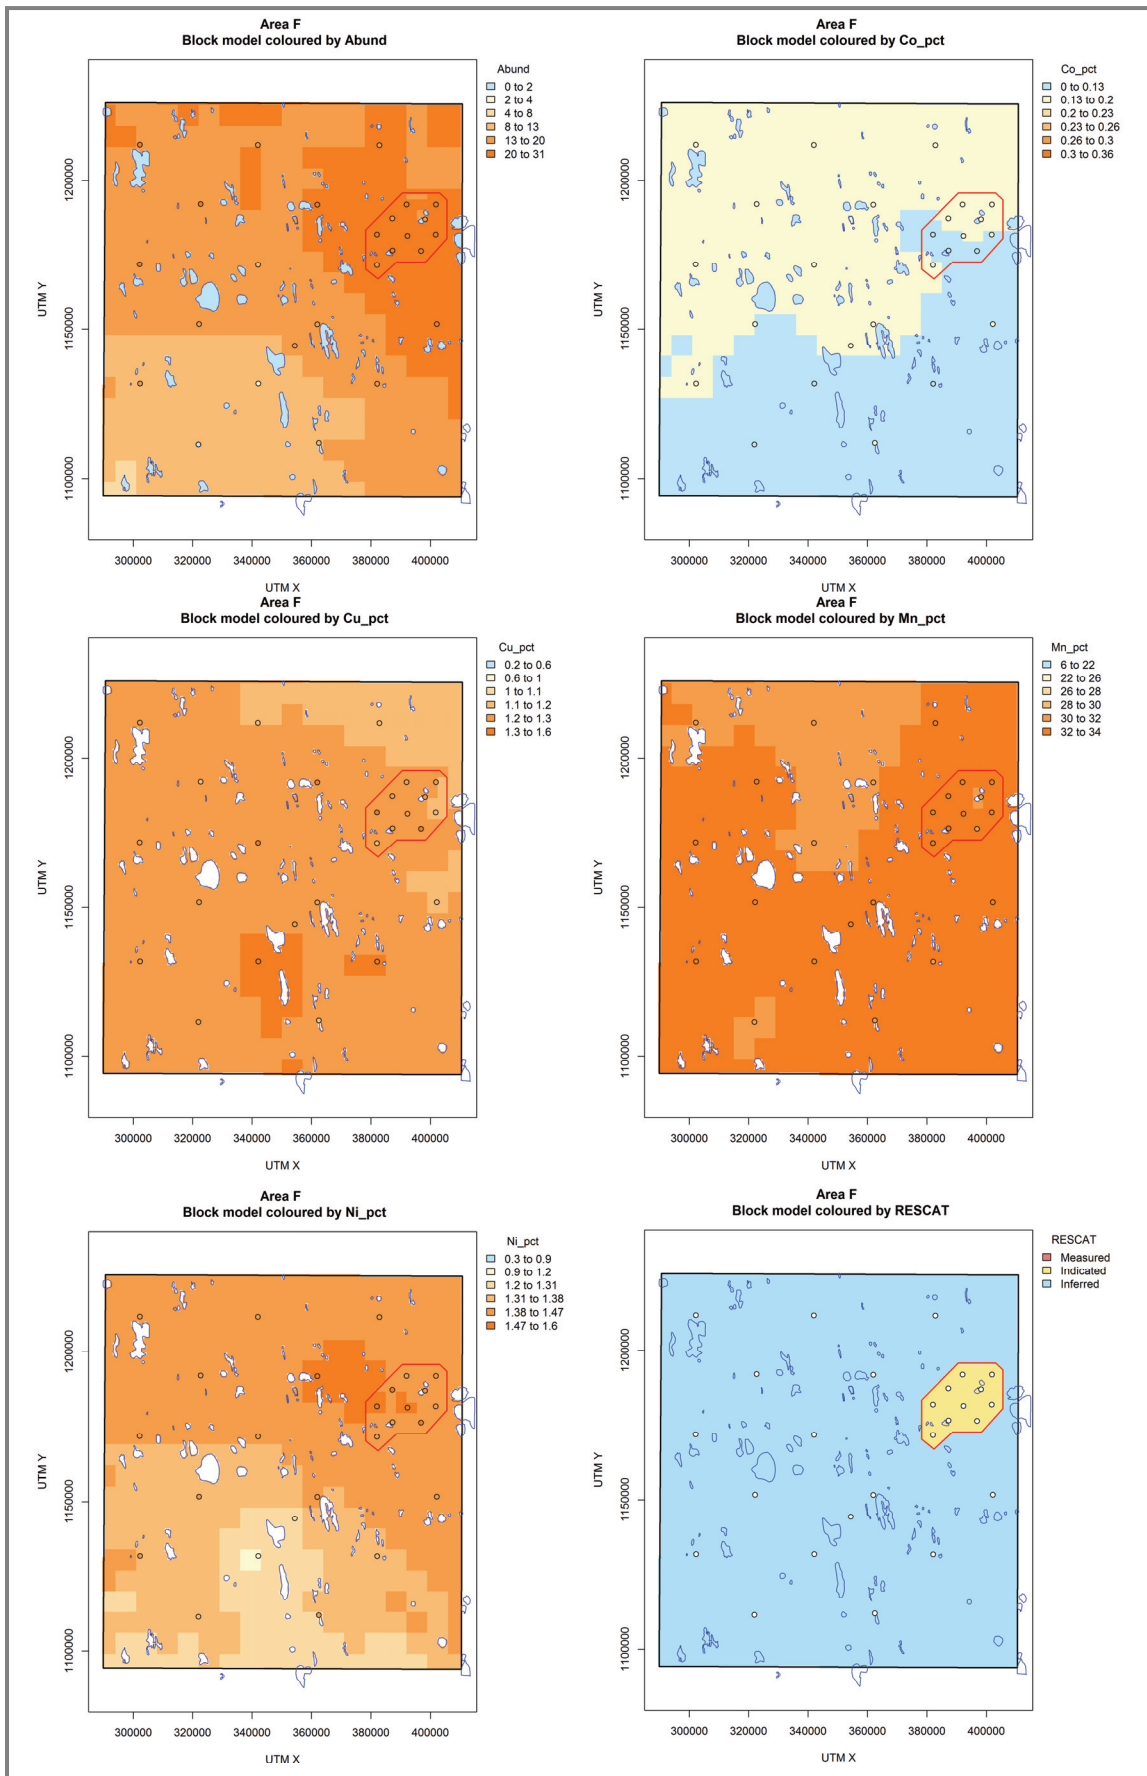 Area F
Block model coloured by Abund
Abund
0 to 2
2 to 4
4 to 8
8 to 13
13 to 20
20 to 31
UTM Y
1200000
1150000
1100000
300000 320000 340000 360000 380000 400000
UTM X
Area F
Block model coloured by Co_pct
Co_pct
0 to 0.13
0.13 to 0.2
0.2 to 0.23
0.23 to 0.26
0.26 to 0.3
0.3 to 0.36
UTM Y
1200000
1150000
1100000
300000 320000 340000 360000 380000 400000
UTM X
Area F
Block model coloured by Cu_pct
Cu_pct
0.2 to 0.6
0.6 to 1
1 to 1.1
1.1 to 1.2
1.2 to 1.3
1.3 to 1.6
UTM Y
1200000
1150000
1100000
300000 320000 340000 360000 380000 400000
UTM X
Area F
Block model coloured by Mn_pct
Mn_pct
6 to 22
22 to 26
26 to 28
28 to 30
30 to 32
32 to 34
UTM Y
1200000
1150000
1100000
300000 320000 340000 360000 380000 400000
UTM X
Area F
Block model coloured by Ni_pct
Ni_pct
0.3 to 0.9
0.9 to 1.2
1.2 to 1.31
1.31 to 1.38
1.38 to 1.47
1.47 to 1.6
UTM Y
1200000
1150000
1100000
300000 320000 340000 360000 380000 400000
UTM X
Area F
Block model coloured by RESCAT
RESCAT
Measured
Indicated
Inferred
UTM Y
1200000
1150000
1100000
300000 320000 340000 360000 380000 400000
UTM X